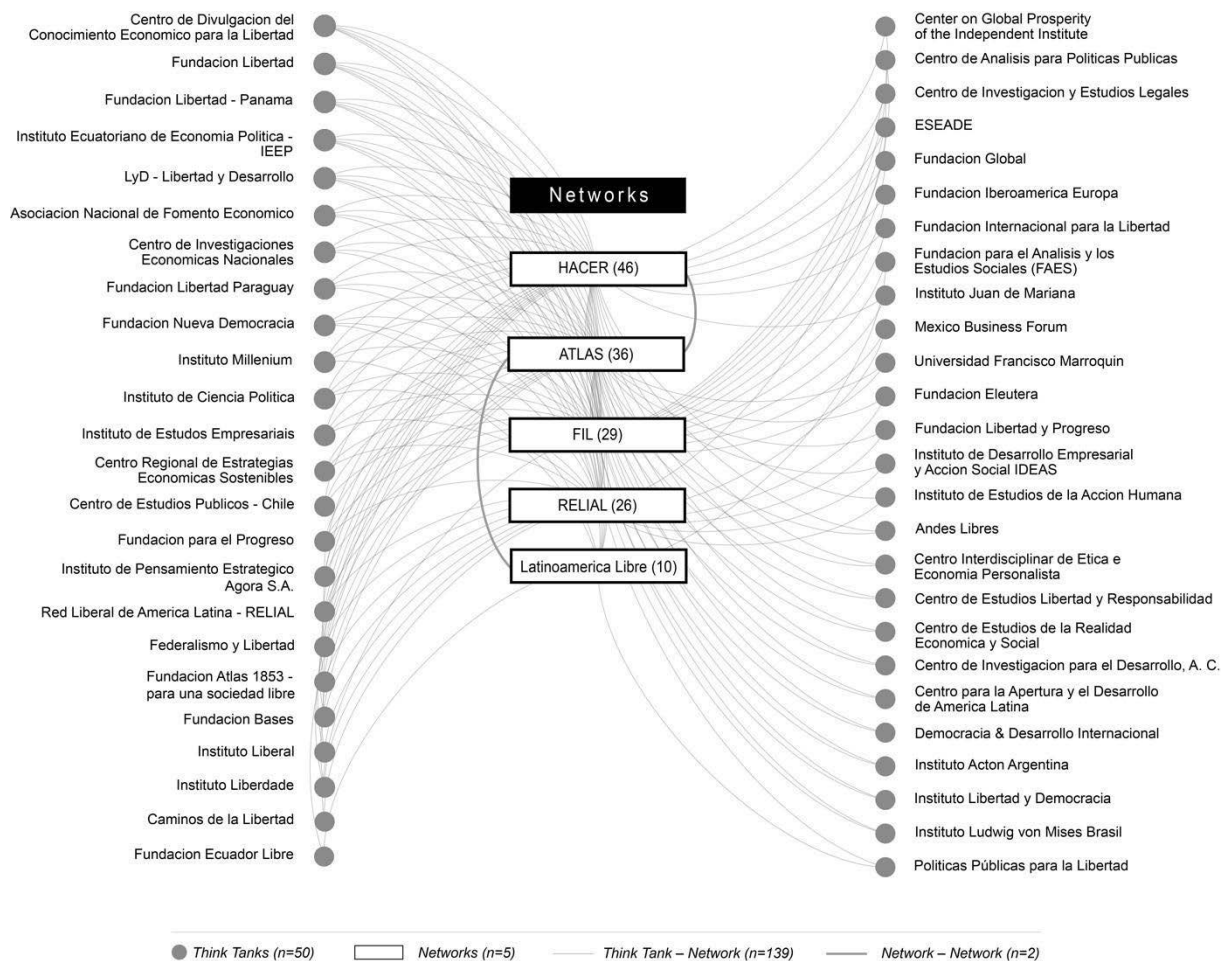 Centro de Divulgacion del
Conocimiento Economico para la Libertad
Fundacion Libertad
Fundacion Libertad - Panama
Instituto Ecuatoriano de Economia Politica -
IEEP
LyD - Libertad y Desarrollo
Asociacion Nacional de Fomento Economico
Centro de Investigaciones
Economicas Nacionales
Fundacion Libertad Paraguay
Fundacion Nueva Democracia
Instituto Millenium
Instituto de Ciencia Politica
Instituto de Estudos Empresariais
Centro Regional de Estrategias
Economicas Sostenibles
Centro de Estudios Publicos - Chile
Fundacion para el Progreso
Instituto de Pensamiento Estrategico
Agora S.A.
Red Liberal de America Latina - RELIAL
Federalismo y Libertad
Fundacion Atlas 1853 -
para una sociedad libre
Fundacion Bases
Instituto Liberal
Instituto Liberdade
Caminos de la Libertad
Fundacion Ecuador Libre
Networks
HACER (46)
ATLAS (36)
FIL (29)
RELIAL (26)
Latinoamerica Libre (10)
Center on Global Prosperity
of the Independent Institute
Centro de Analisis para Politicas Publicas
Centro de Investigacion y Estudios Legales
ESEADE
Fundacion Global
Fundacion Iberoamerica Europa
Fundacion Internacional para la Libertad
Fundacion para el Analisis y los
Estudios Sociales (FAES)
Instituto Juan de Mariana
Mexico Business Forum
Universidad Francisco Marroquin
Fundacion Eleutera
Fundacion Libertad y Progreso
Instituto de Desarrollo Empresarial
y Accion Social IDEAS
Instituto de Estudios de la Accion Humana
Andes Libres
Centro Interdisciplinar de Etica e
Economia Personalista
Centro de Estudios Libertad y Responsabilidad
Centro de Estudios de la Realidad
Economica y Social
Centro de Investigacion para el Desarrollo, A. C.
Centro para la Apertura y el Desarrollo
de America Latina
Democracia & Desarrollo Internacional
Instituto Acton Argentina
Instituto Libertad y Democracia
Instituto Ludwig von Mises Brasil
Politicas Públicas para la Libertad
Think Tanks (n=50)
Networks (n=5)
Think Tank – Network (n=139)
Network – Network (n=2)